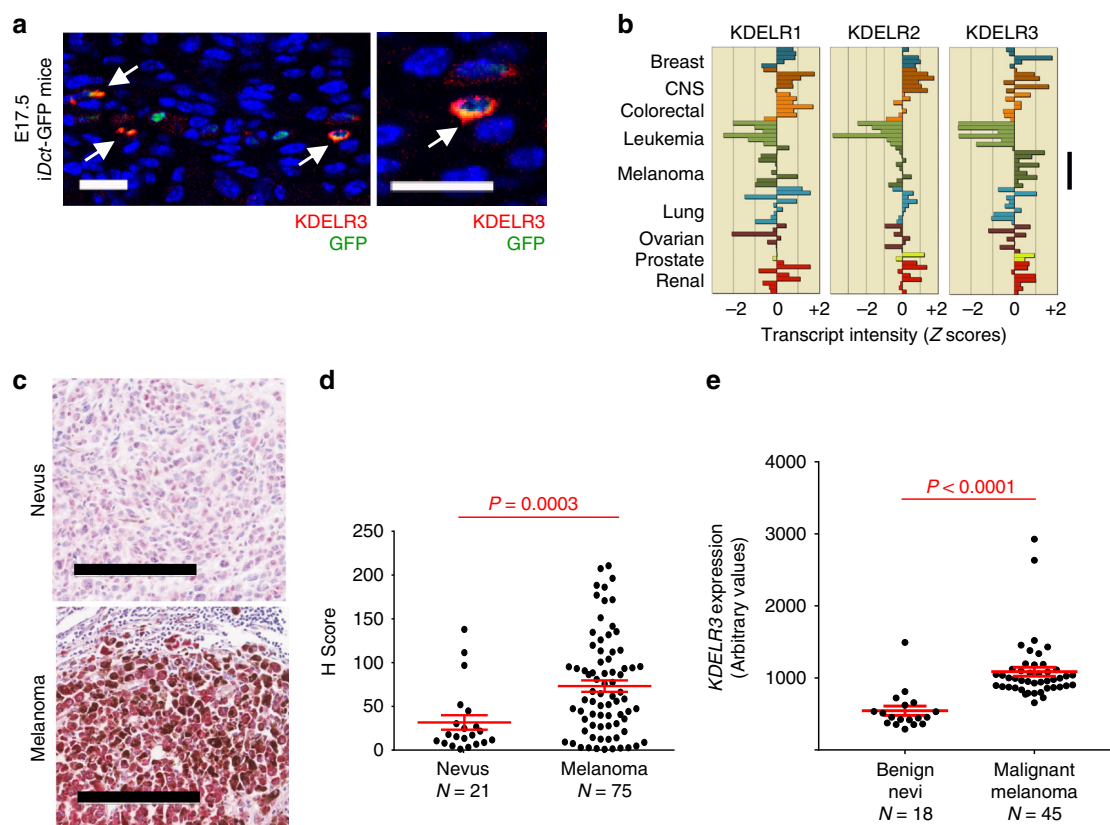 a
E17.5
iDct-GFP mice
KDELR3
GFP
KDELR3
GFP
b
KDELR1
KDELR2
KDELR3
Breast
CNS
Colorectal
Leukemia
Melanoma
Lung
Ovarian
Prostate
Renal
–2 0 +2
–2 0 +2
–2 0 +2
Transcript intensity (Z scores)
c
Nevus
Melanoma
d
P = 0.0003
H Score
250
200
150
100
50
0
Nevus
N = 21
Melanoma
N = 75
e
P < 0.0001
KDELR3 expression
(Arbitrary values)
4000
3000
2000
1000
Benign
nevi
N = 18
Malignant
melanoma
N = 45